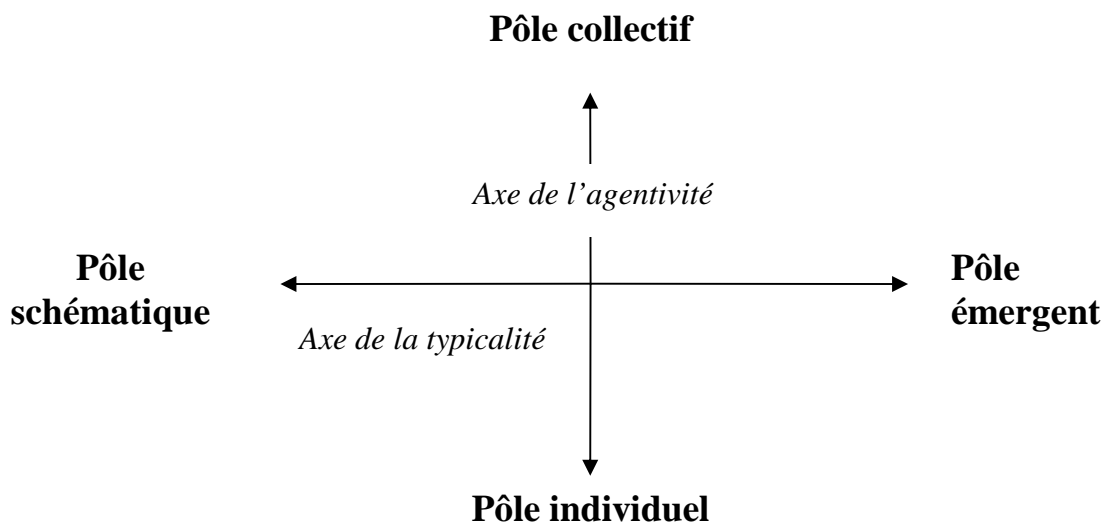 Pôle collectif
Axe de l’agentivité
Pôle
schématique
Pôle
émergent
Axe de la typicalité
Pôle individuel